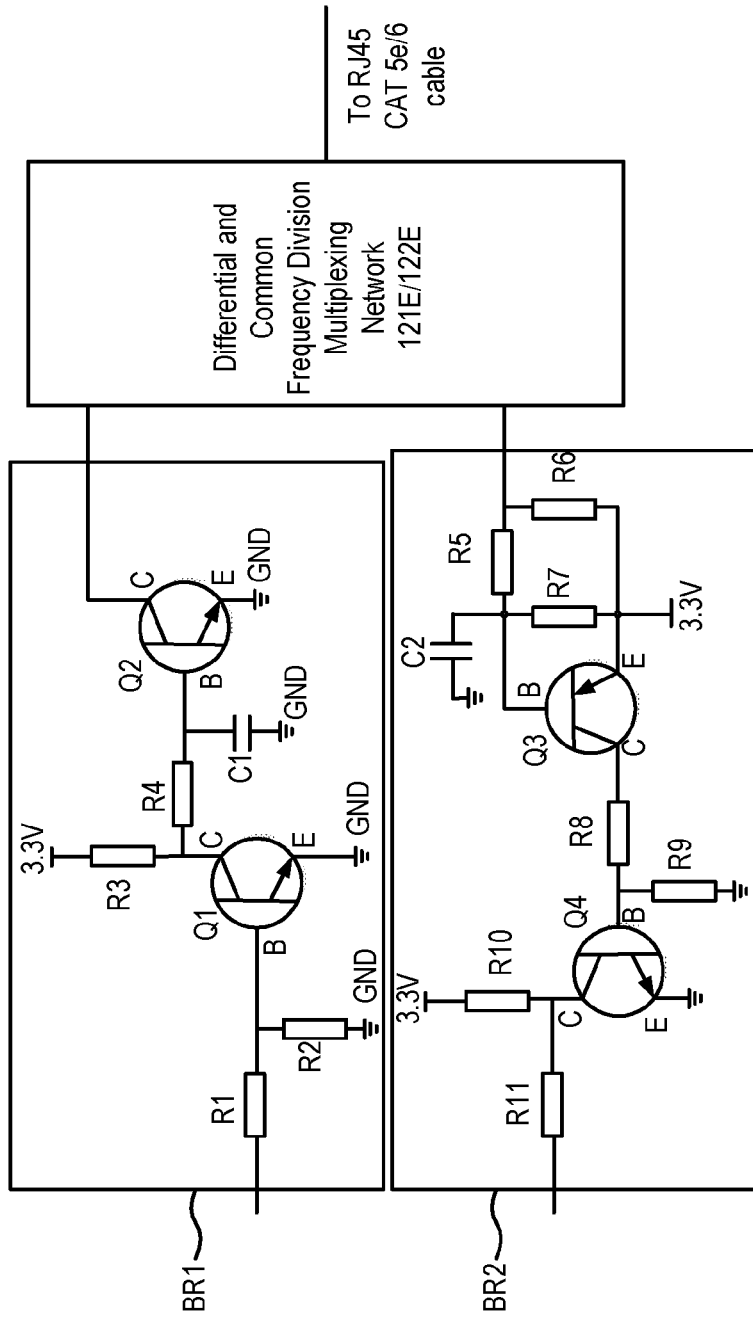 BR1
R1
R2
GND
B
Q1
C
E
GND
3.3V
R3
R4
C1
GND
B
Q2
C
E
GND
BR2
R11
3.3V
R10
C
E
Q4
B
R9
R8
C
Q3
B
E
C2
R5
R7
R6
3.3V
Differential and
Common
Frequency Division
Multiplexing
Network
121E/122E
To RJ45
CAT 5e/6
cable